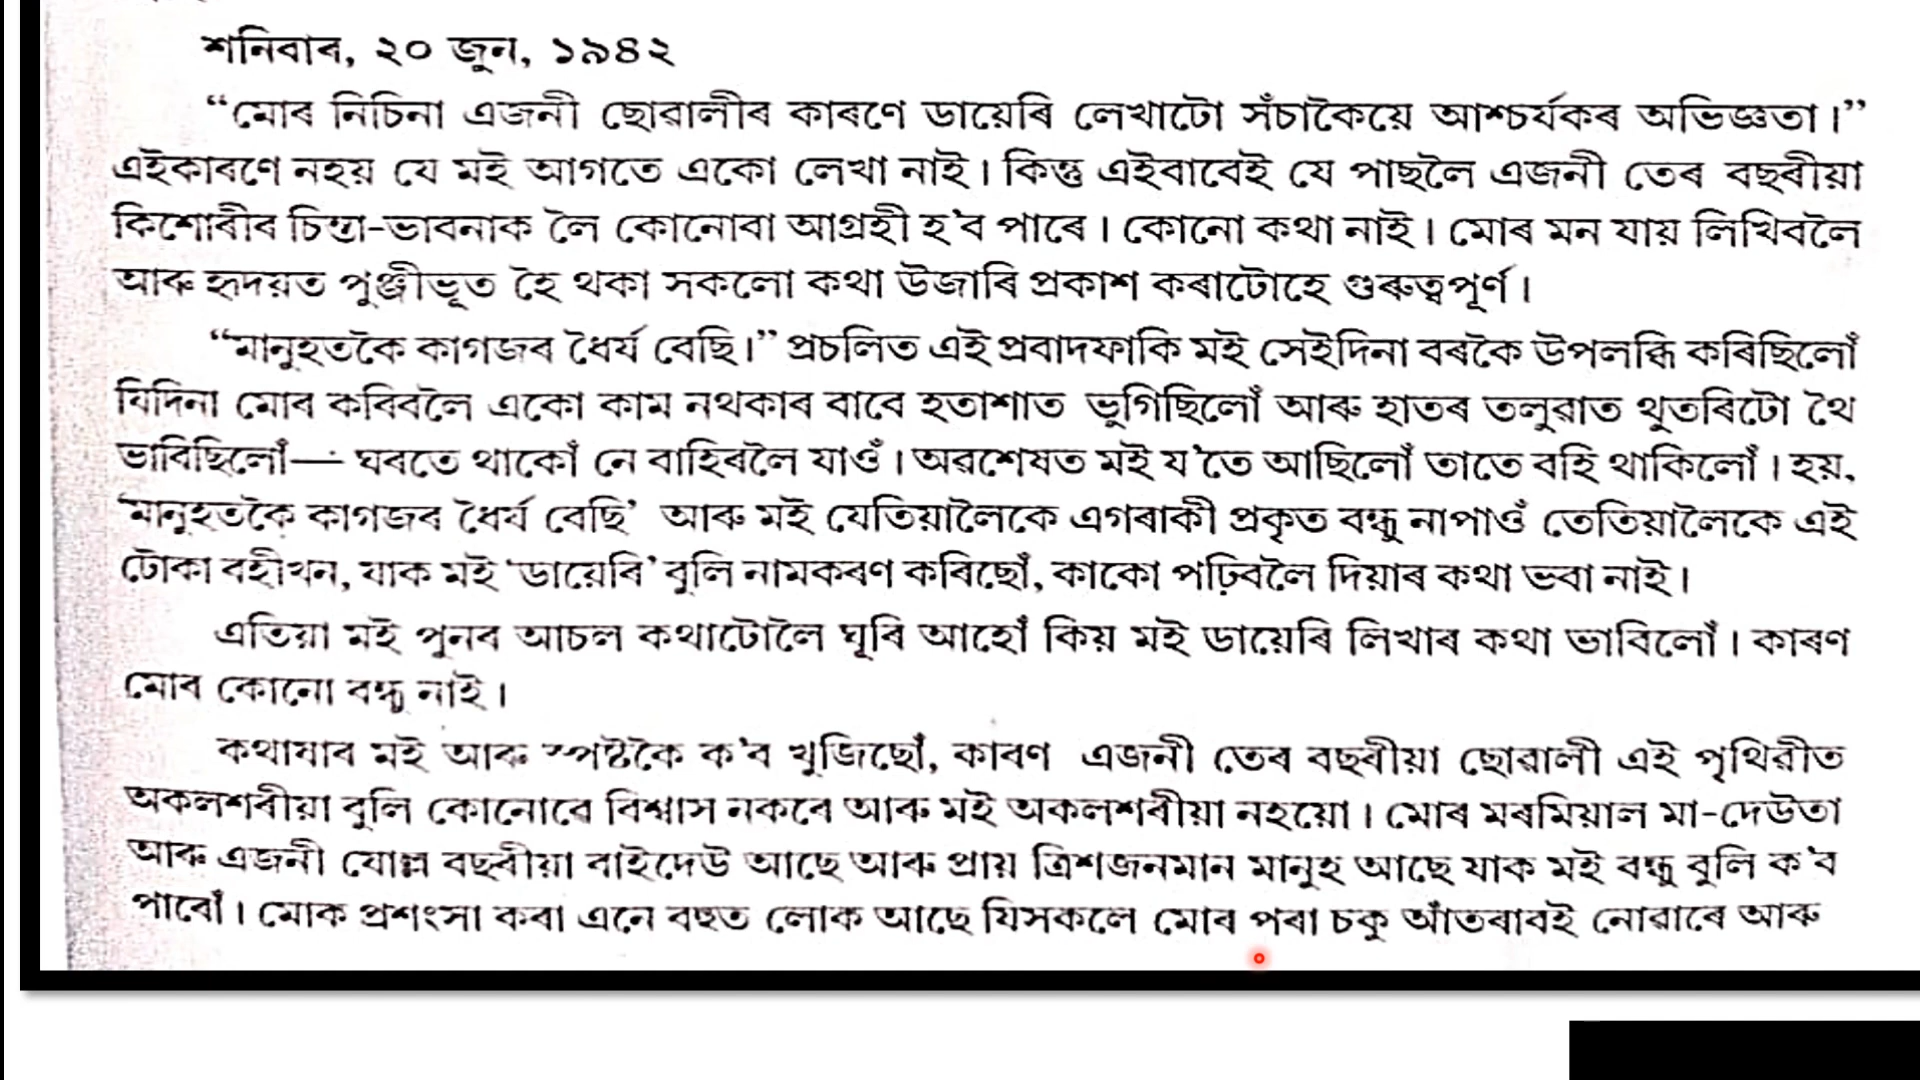 শনিবাৰ, ২০ জুন, ১৯৪২
“মোৰ নিচিনা এজনী ছোৱালীৰ কাৰণে ডায়েৰি লেখাটো সঁচাকৈয়ে আশ্চৰ্যকৰ অভিজ্ঞতা।”
এইকাৰণে নহয় যে মই আগতে একো লেখা নাই। কিন্তু এইবাবেই যে পাছলৈ এজনী তেৰ বছৰীয়া
কিশোৰীৰ চিন্তা-ভাবনাক লৈ কোনোবা আগ্ৰহী হ'ব পাৰে। কোনো কথা নাই। মোৰ মন যায় লিখিবলৈ
আৰু হৃদয়ত পুঞ্জীভূত হৈ থকা সকলো কথা উজাৰি প্ৰকাশ কৰাটোহে গুৰুত্বপূৰ্ণ।
“মানুহতকৈ কাগজৰ ধৈৰ্য বেছি।” প্ৰচলিত এই প্ৰবাদফাকি মই সেইদিনা বৰকৈ উপলব্ধি কৰিছিলোঁ
যিদিনা মোৰ কৰিবলৈ একো কাম নথকাৰ বাবে হতাশাত ভুগিছিলোঁ আৰু হাতৰ তলুৱাত থুতৰিটো থৈ
ভাবিছিলোঁ— ঘৰতে থাকোঁ নে বাহিৰলৈ যাওঁ। অৱশেষত মই য'তে আছিলোঁ তাতে বহি থাকিলোঁ। হয়,
'মানুহতকৈ কাগজৰ ধৈৰ্য বেছি' আৰু মই যেতিয়ালৈকে এগৰাকী প্ৰকৃত বন্ধু নাপাওঁ তেতিয়ালৈকে এই
টোকা বহীখন, যাক মই 'ডায়েৰি' বুলি নামকৰণ কৰিছোঁ, কাকো পঢ়িবলৈ দিয়াৰ কথা ভবা নাই।
এতিয়া মই পুনৰ আচল কথাটোলৈ ঘূৰি আহোঁ কিয় মই ডায়েৰি লিখাৰ কথা ভাবিলোঁ। কাৰণ
মোৰ কোনো বন্ধু নাই।
কথাষাৰ মই আৰু স্পষ্টকৈ ক'ব খুজিছোঁ, কাৰণ এজনী তেৰ বছৰীয়া ছোৱালী এই পৃথিৱীত
অকলশৰীয়া বুলি কোনোৱে বিশ্বাস নকৰে আৰু মই অকলশৰীয়া নহয়ো। মোৰ মৰমিয়াল মা-দেউতা
আৰু এজনী যোল্ল বছৰীয়া বাইদেউ আছে আৰু প্ৰায় ত্ৰিশজনমান মানুহ আছে যাক মই বন্ধু বুলি ক'ব
পাৰোঁ। মোক প্ৰশংসা কৰা এনে বহুত লোক আছে যিসকলে মোৰ পৰা চকু আঁতৰাবই নোৱাৰে আৰু